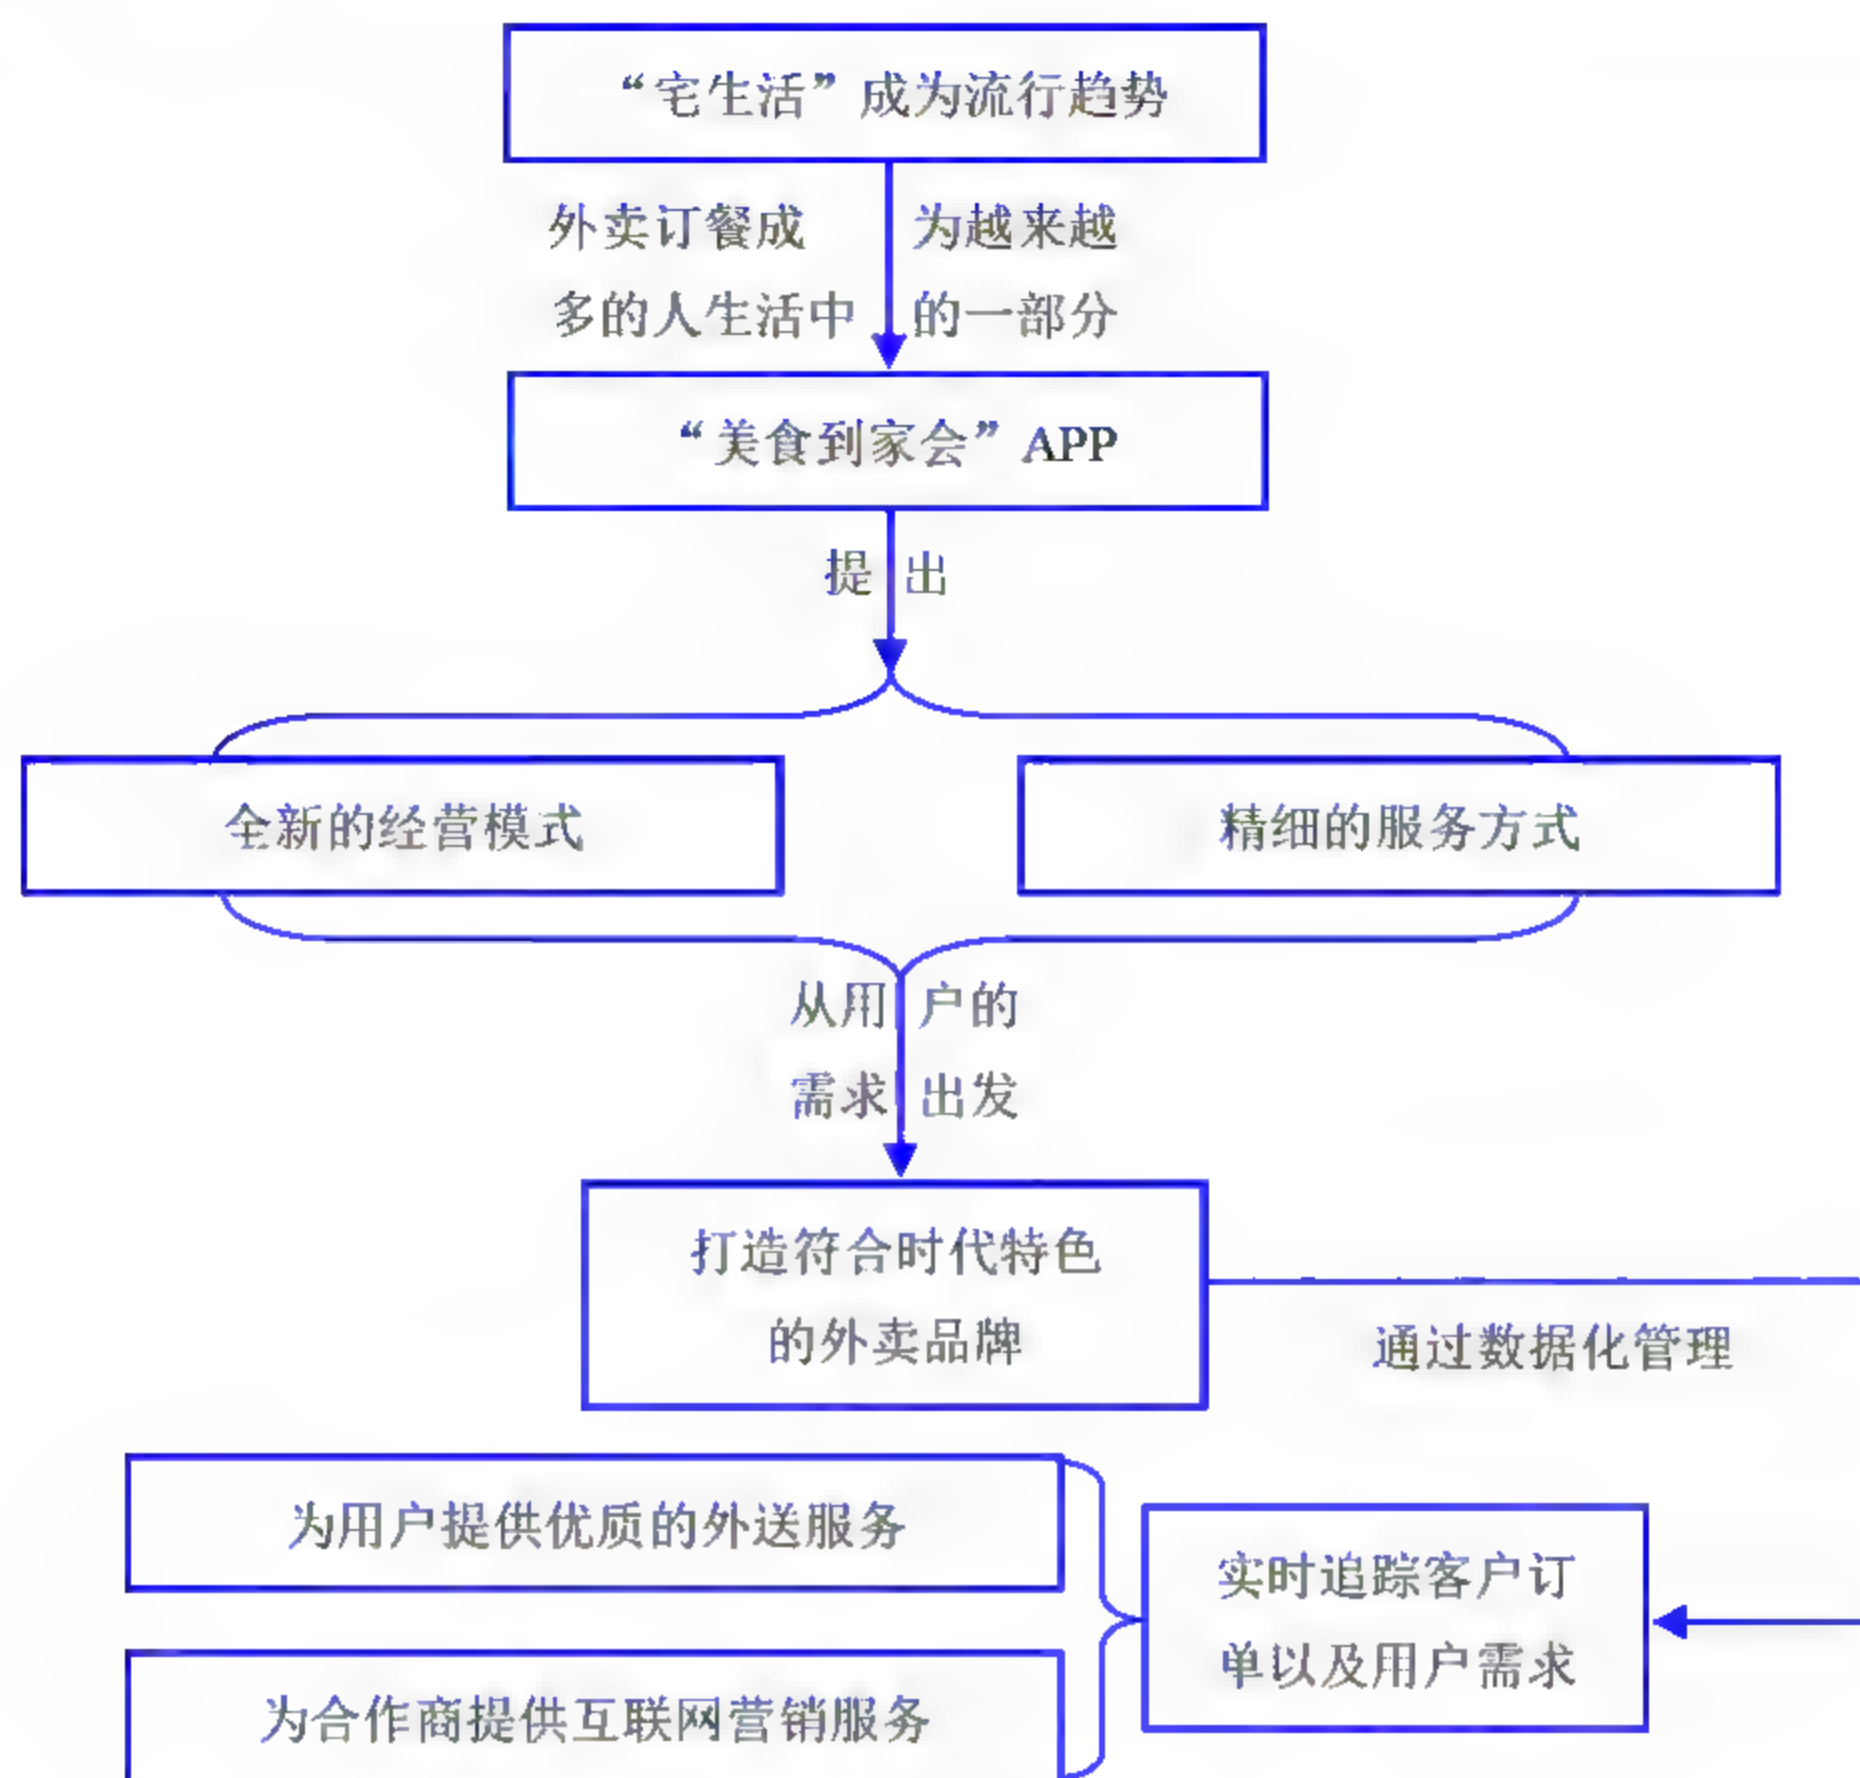 “宅生活”成为流行趋势
外卖订餐成为越来越
多的人生活中的一部分
“美食到家会”APP
提出
全新的经营模式
精细的服务方式
从用户的
需求出发
打造符合时代特色
的外卖品牌
通过数据化管理
实时追踪客户订
单以及用户需求
为用户提供优质的外送服务
为合作商提供互联网营销服务